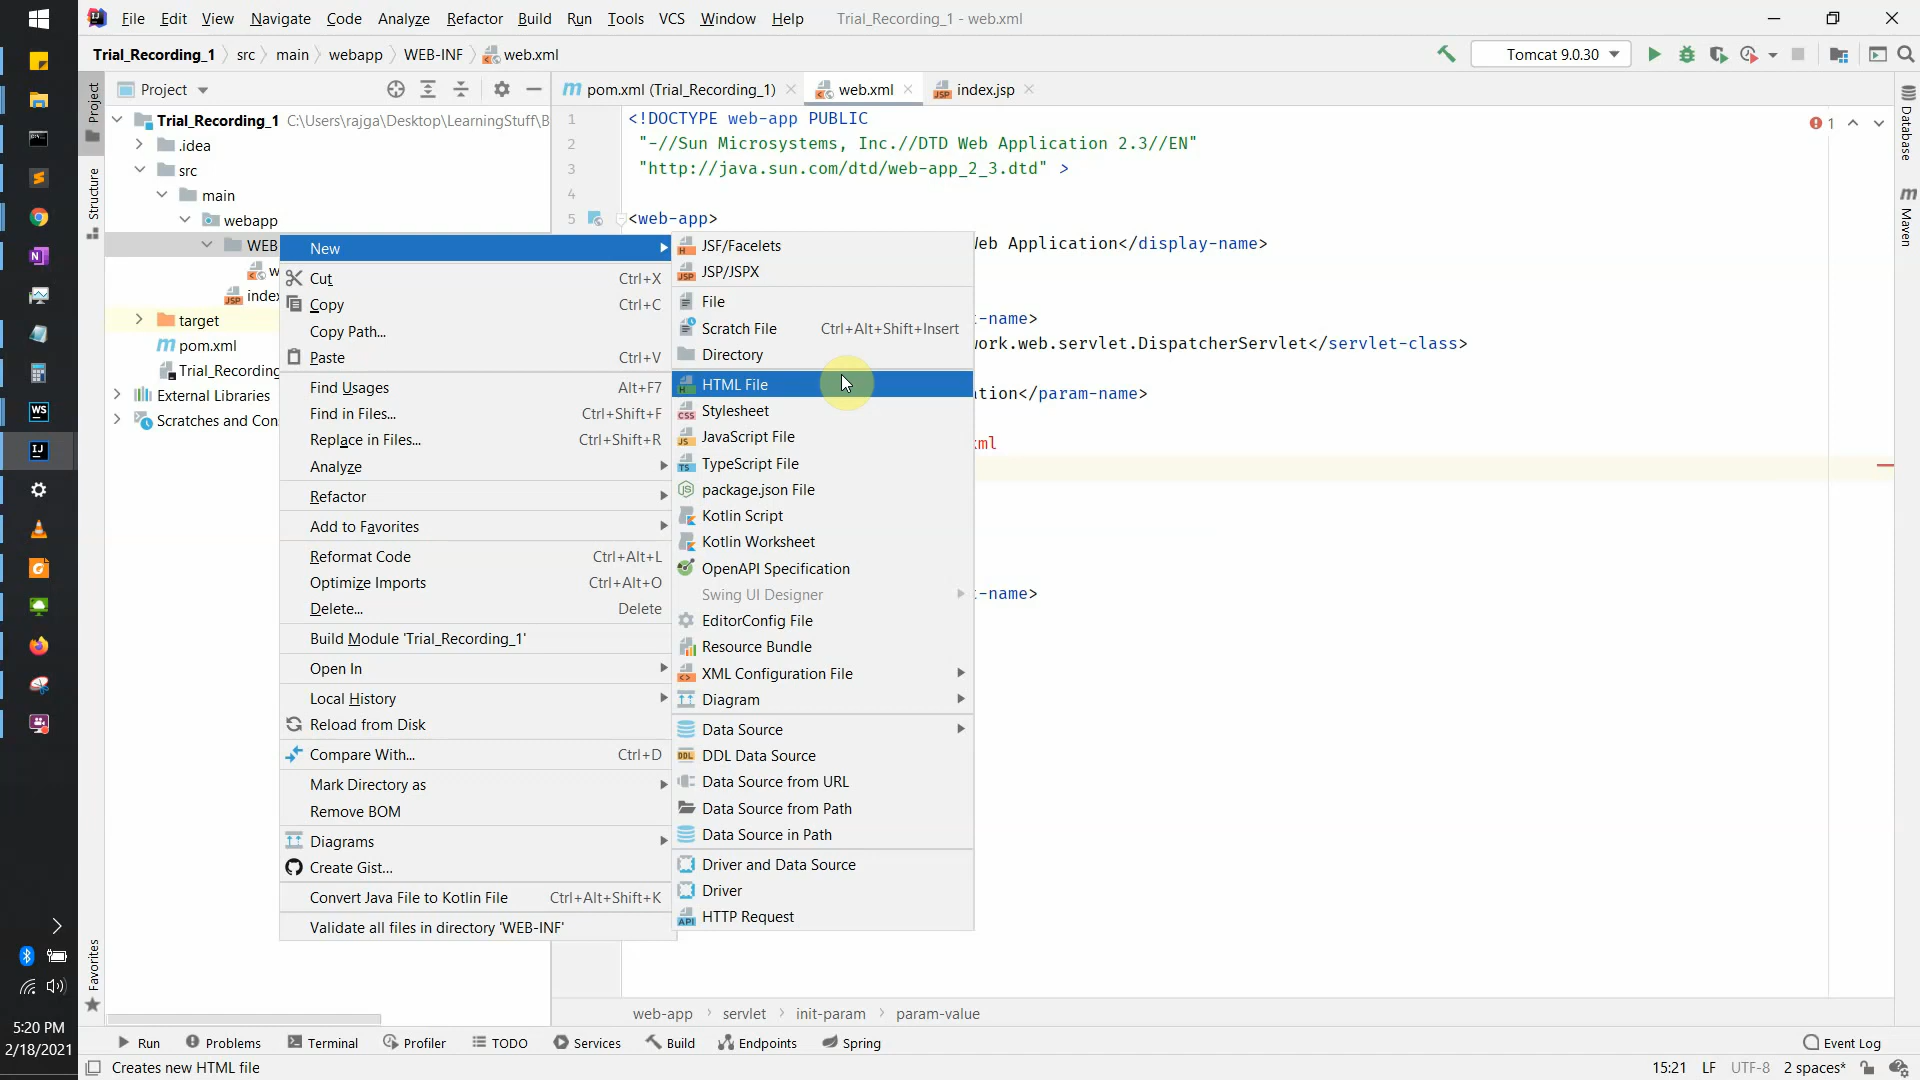 File Edit View Navigate Code Analyze Refactor Build Run Tools VCS Window Help Trial_Recording_1 - web.xml
Trial_Recording_1 src main webapp WEB-INF web.xml
Tomcat 9.0.30
Project
Project
Structure
Favorites
Database
Maven
Trial_Recording_1 C:\Users\rajga\Desktop\LearningStuff\B
.idea
src
main
webapp
WEB
w
index
target
pom.xml
Trial_Recording
External Libraries
Scratches and Con
pom.xml (Trial_Recording_1)
web.xml
index.jsp
1 <!DOCTYPE web-app PUBLIC
2 "-//Sun Microsystems, Inc.//DTD Web Application 2.3//EN"
3 "http://java.sun.com/dtd/web-app_2_3.dtd" >
4
5 <web-app>
Web Application</display-name>
-name>
work.web.servlet.DispatcherServlet</servlet-class>
tion</param-name>
xml
-name>
1
New
Cut Ctrl+X
Copy Ctrl+C
Copy Path...
Paste Ctrl+V
Find Usages Alt+F7
Find in Files... Ctrl+Shift+F
Replace in Files... Ctrl+Shift+R
Analyze
Refactor
Add to Favorites
Reformat Code Ctrl+Alt+L
Optimize Imports Ctrl+Alt+O
Delete... Delete
Build Module 'Trial_Recording_1'
Open In
Local History
Reload from Disk
Compare With... Ctrl+D
Mark Directory as
Remove BOM
Diagrams
Create Gist...
Convert Java File to Kotlin File Ctrl+Alt+Shift+K
Validate all files in directory 'WEB-INF'
JSF/Facelets
JSP/JSPX
File
Scratch File Ctrl+Alt+Shift+Insert
Directory
HTML File
Stylesheet
JavaScript File
TypeScript File
package.json File
Kotlin Script
Kotlin Worksheet
OpenAPI Specification
Swing UI Designer
EditorConfig File
Resource Bundle
XML Configuration File
Diagram
Data Source
DDL Data Source
Data Source from URL
Data Source from Path
Data Source in Path
Driver and Data Source
Driver
HTTP Request
web-app servlet init-param param-value
Run Problems Terminal Profiler TODO Services Build Endpoints Spring Event Log
Creates new HTML file 15:21 LF UTF-8 2 spaces*
5:20 PM
2/18/2021